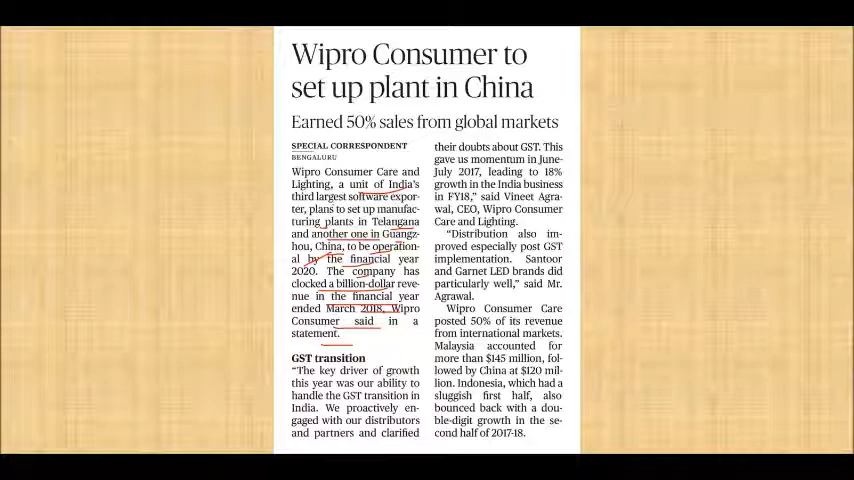 Wipro Consumer to
set up plant in China
Earned 50% sales from global markets
SPECIAL CORRESPONDENT
BENGALURU
Wipro Consumer Care and
Lighting, a unit of India's
third largest software expor-
ter, plans to set up manufac-
turing plants in Telangana
and another one in Guangz-
hou, China, to be operation-
al by the financial year
2020. The company has
clocked a billion-dollar reve-
nue in the financial year
ended March 2018, Wipro
Consumer said in a
statement.
GST transition
“The key driver of growth
this year was our ability to
handle the GST transition in
India. We proactively en-
gaged with our distributors
and partners and clarified
their doubts about GST. This
gave us momentum in June-
July 2017, leading to 18%
growth in the India business
in FY18,” said Vineet Agra-
wal, CEO, Wipro Consumer
Care and Lighting.
“Distribution also im-
proved especially post GST
implementation. Santoor
and Garnet LED brands did
particularly well,” said Mr.
Agrawal.
Wipro Consumer Care
posted 50% of its revenue
from international markets.
Malaysia accounted for
more than $145 million, fol-
lowed by China at $120 mil-
lion. Indonesia, which had a
sluggish first half, also
bounced back with a dou-
ble-digit growth in the se-
cond half of 2017-18.